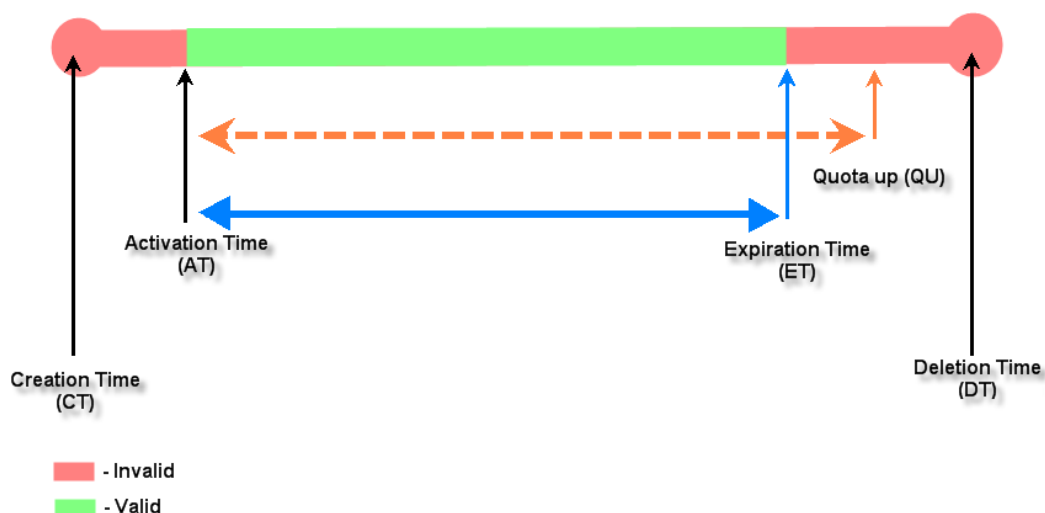 Quota up (QU)
Activation Time
(AT)
Expiration Time
(ET)
Creation Time
(CT)
Deletion Time
(DT)
- Invalid
- Valid